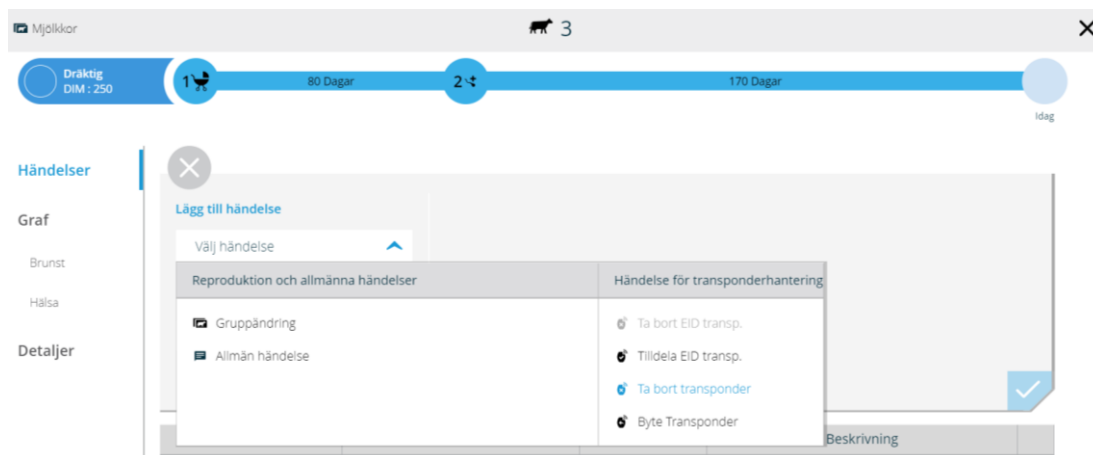 Mjölkkor
3
Dräktig
DIM : 250
1
80 Dagar
2
170 Dagar
Idag
Händelser
Graf
Brunst
Hälsa
Detaljer
Lägg till händelse
Välj händelse
Reproduktion och allmänna händelser
Gruppändring
Allmän händelse
Händelse för transponderhantering
Ta bort EID transp.
Tilldela EID transp.
Ta bort transponder
Byte Transponder
Beskrivning